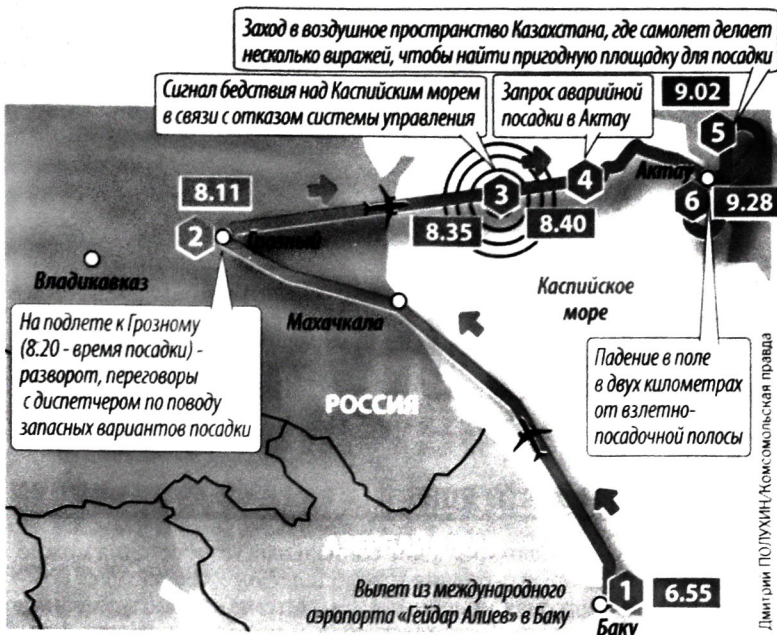 Заход в воздушное пространство Казахстана, где самолет делает
несколько виражей, чтобы найти пригодную площадку для посадки
9.02
5
Сигнал бедствия над Каспийским морем
в связи с отказом системы управления
Запрос аварийной
посадки в Актау
8.11
2
Грозный
3
8.35
8.40
4
Актау
6
9.28
Владикавказ
Махачкала
Каспийское
море
На подлете к Грозному
(8.20 - время посадки) -
разворот, переговоры
с диспетчером по поводу
запасных вариантов посадки
РОССИЯ
Падение в поле
в двух километрах
от взлетно-
посадочной полосы
Вылет из международного
аэропорта «Гейдар Алиев» в Баку
1
6.55
Баку
Дмитрий ПОЛУХИН/Комсомольская правда